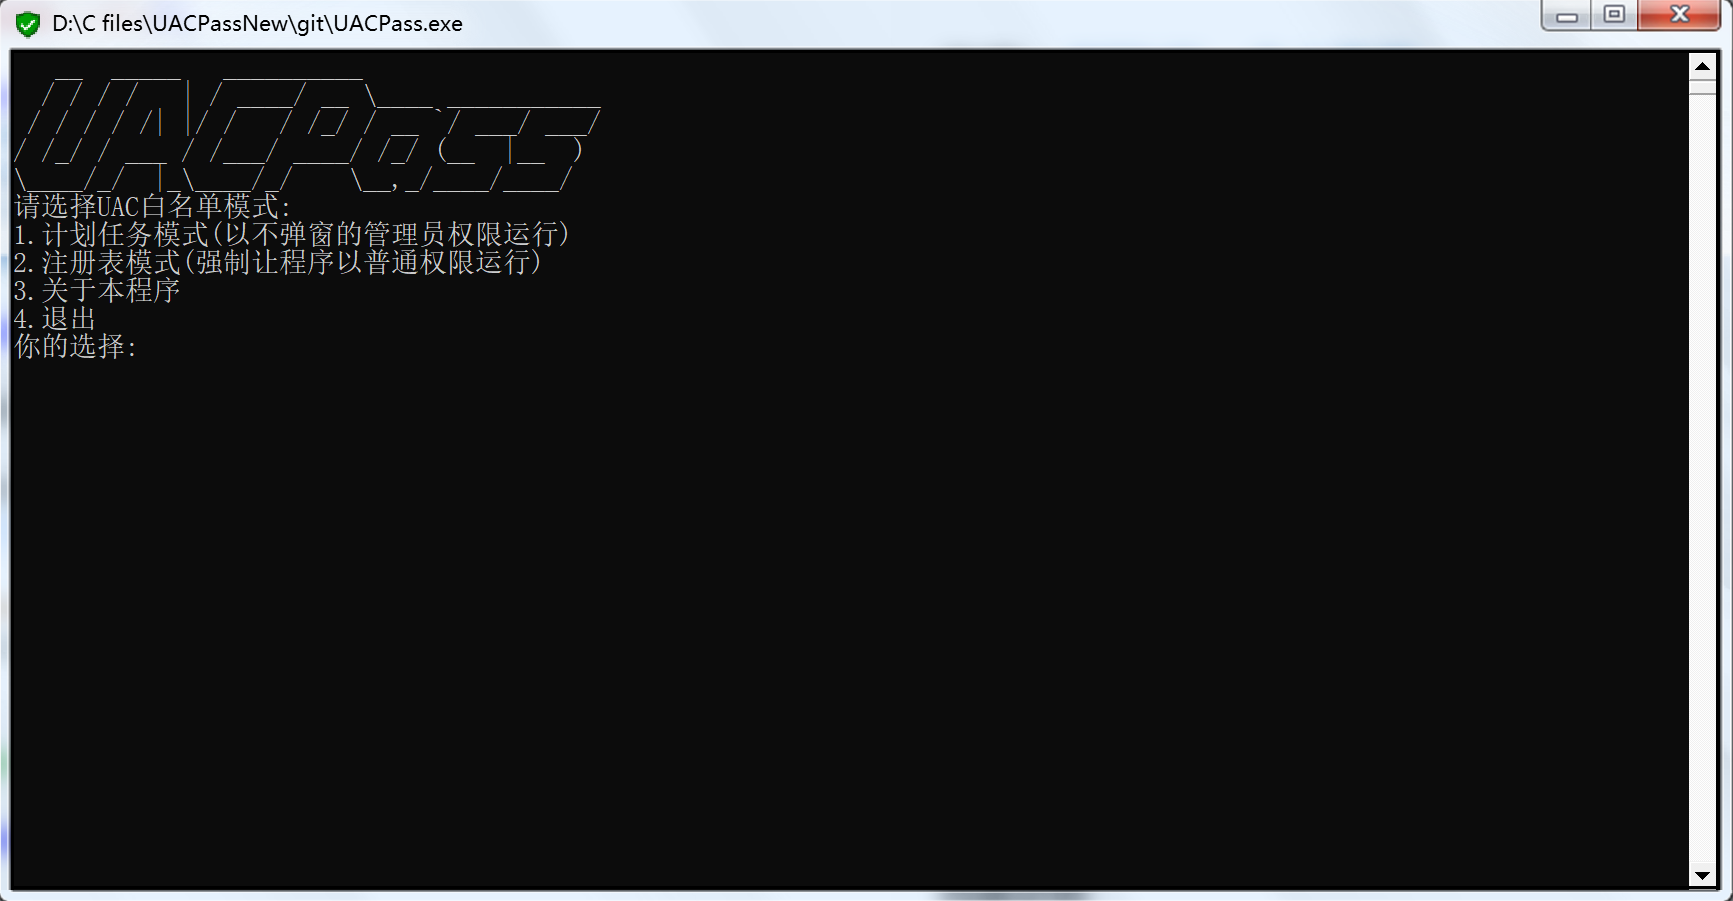 D:\C files\UACPassNew\git\UACPass.exe
UACPass
请选择UAC白名单模式:
1.计划任务模式(以不弹窗的管理员权限运行)
2.注册表模式(强制让程序以普通权限运行)
3.关于本程序
4.退出
你的选择: